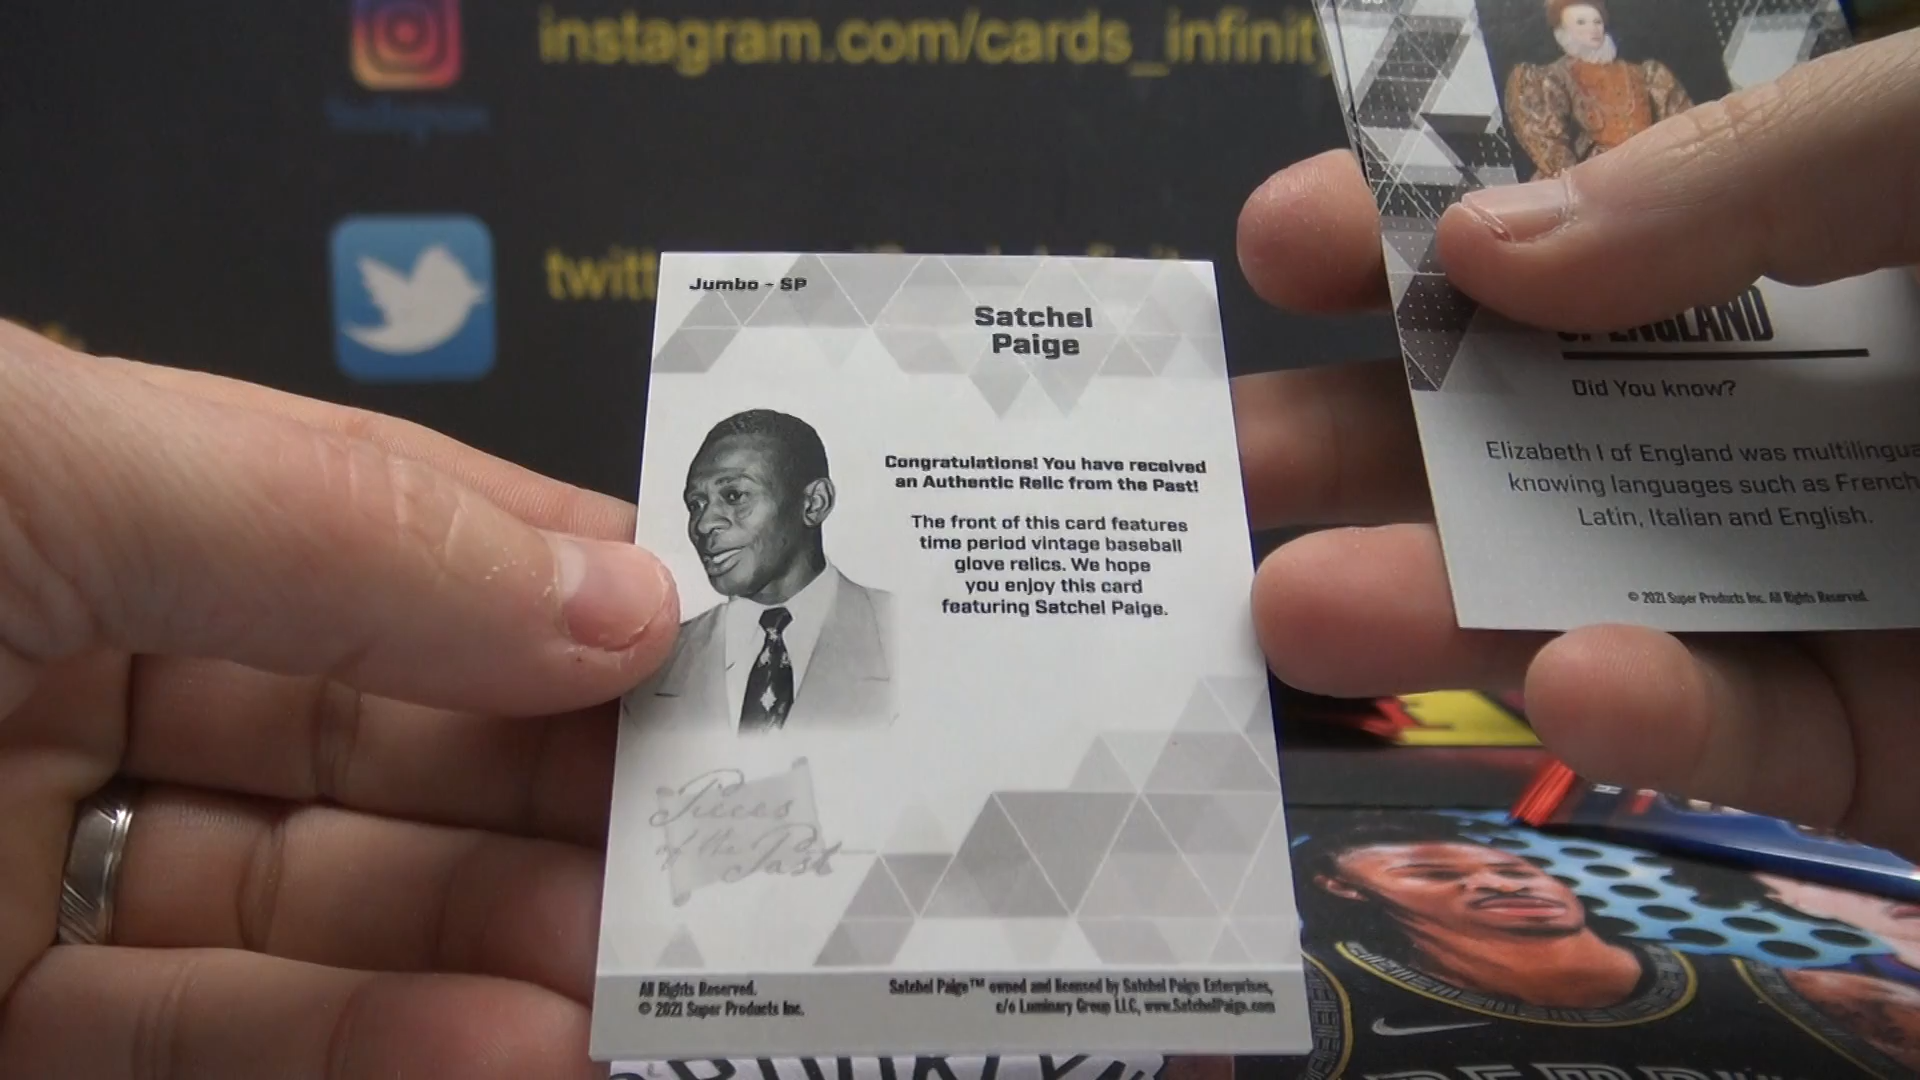 instagram.com/cards_infinity
Instagram
twitt
Jumbo - SP
Satchel
Paige
Congratulations! You have received
an Authentic Relic from the Past!
The front of this card features
time period vintage baseball
glove relics. We hope
you enjoy this card
featuring Satchel Paige.
Pieces
of the Past
All Rights Reserved.
© 2021 Super Products Inc.
Satchel Paige™ owned and licensed by Satchel Paige Enterprises,
c/o Luminary Group LLC, www.SatchelPaige.com
OF ENGLAND
Did You know?
Elizabeth I of England was multilingua
knowing languages such as French
Latin, Italian and English.
© 2021 Super Products Inc. All Rights Reserved.